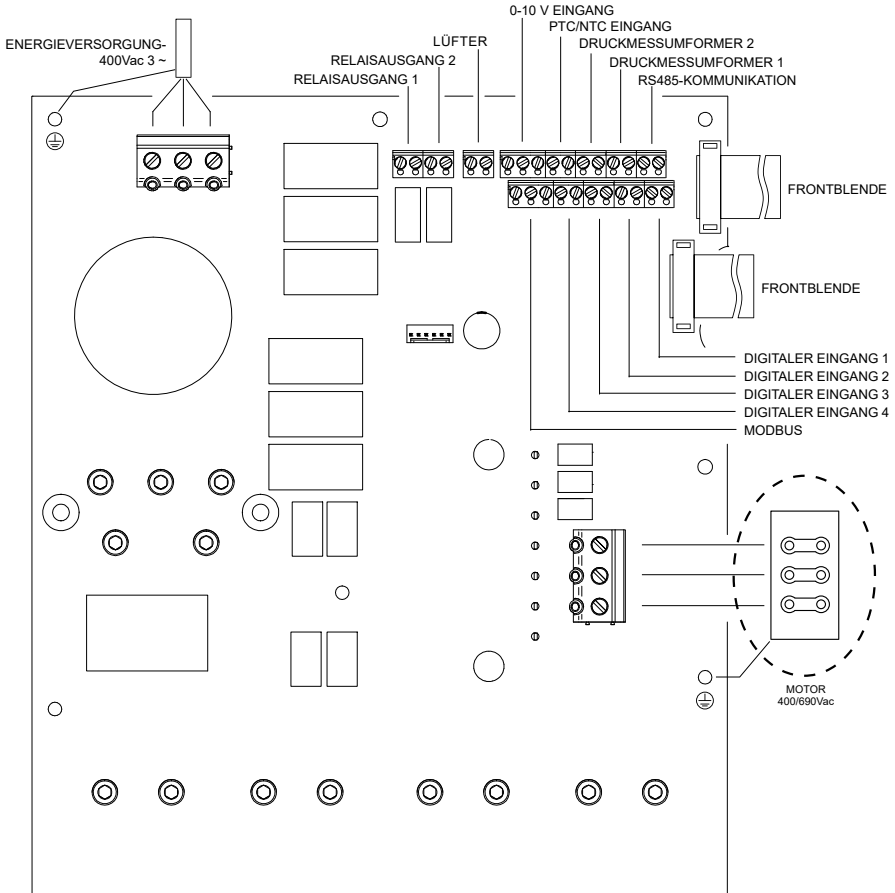 0-10 V EINGANG
PTC/NTC EINGANG
DRUCKMESSUMFORMER 2
DRUCKMESSUMFORMER 1
RS485-KOMMUNIKATION
LÜFTER
RELAISAUSGANG 2
RELAISAUSGANG 1
ENERGIEVERSORGUNG-
400Vac 3 ~
FRONTBLENDE
FRONTBLENDE
DIGITALER EINGANG 1
DIGITALER EINGANG 2
DIGITALER EINGANG 3
DIGITALER EINGANG 4
MODBUS
MOTOR
400/690Vac